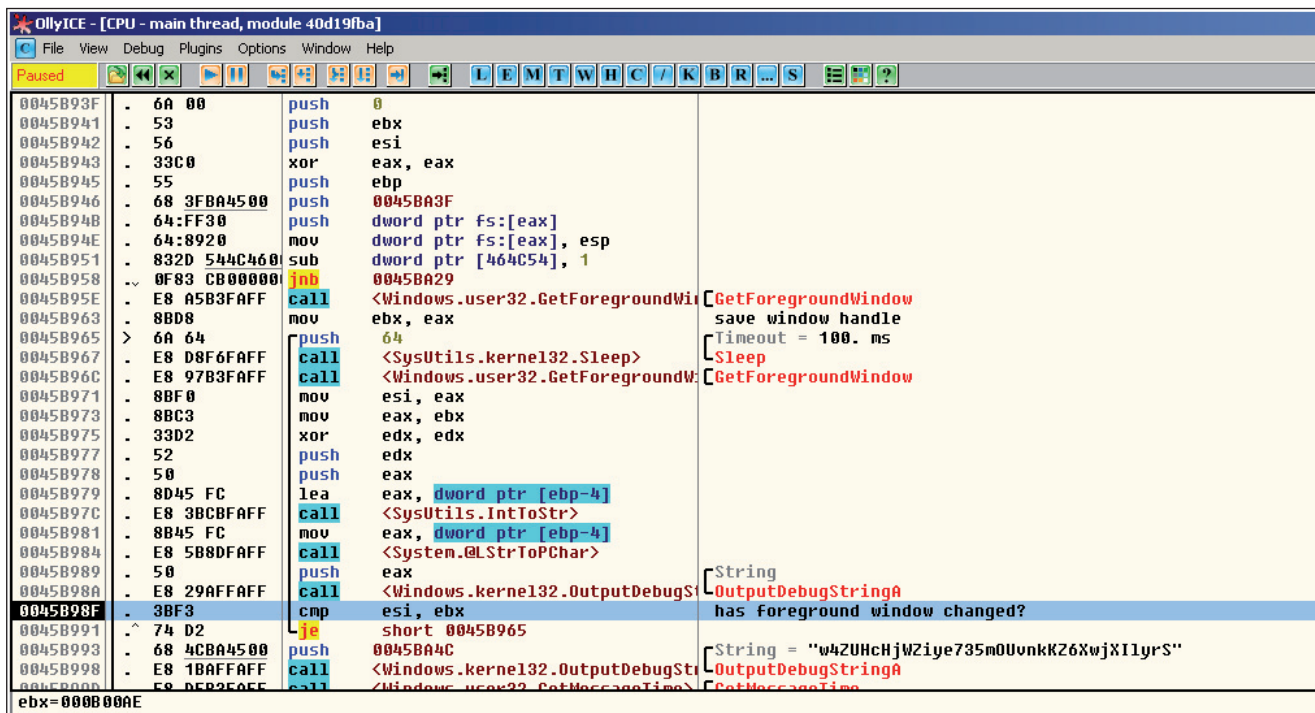 OllyICE - [CPU - main thread, module 40d19fba]
C File View Debug Plugins Options Window Help
Paused L E M T W H C / K B R ... S ?
0045B93F . 6A 00 push 0
0045B941 . 53 push ebx
0045B942 . 56 push esi
0045B943 . 33C0 xor eax, eax
0045B945 . 55 push ebp
0045B946 . 68 3FBA4500 push 0045BA3F
0045B94B . 64:FF30 push dword ptr fs:[eax]
0045B94E . 64:8920 mov dword ptr fs:[eax], esp
0045B951 . 832D 544C460 sub dword ptr [464C54], 1
0045B958 .v 0F83 CB00000 jnb 0045BA29
0045B95E . E8 A5B3FAFF call <Windows.user32.GetForegroundWi GetForegroundWindow
0045B963 . 8BD8 mov ebx, eax save window handle
0045B965 > 6A 64 push 64 Timeout = 100. ms
0045B967 . E8 D8F6FAFF call <SysUtils.kernel32.Sleep> Sleep
0045B96C . E8 97B3FAFF call <Windows.user32.GetForegroundW GetForegroundWindow
0045B971 . 8BF0 mov esi, eax
0045B973 . 8BC3 mov eax, ebx
0045B975 . 33D2 xor edx, edx
0045B977 . 52 push edx
0045B978 . 50 push eax
0045B979 . 8D45 FC lea eax, dword ptr [ebp-4]
0045B97C . E8 3BCBFAFF call <SysUtils.IntToStr>
0045B981 . 8B45 FC mov eax, dword ptr [ebp-4]
0045B984 . E8 5B8DFAFF call <System.@LStrToPChar>
0045B989 . 50 push eax String
0045B98A . E8 29AFFAFF call <Windows.kernel32.OutputDebugSt OutputDebugStringA
0045B98F . 3BF3 cmp esi, ebx has foreground window changed?
0045B991 .^ 74 D2 je short 0045B965
0045B993 . 68 4CBA4500 push 0045BA4C String = "w4ZUHcHjWZiye735mOUvnkKZ6XwjXIlyrS"
0045B998 . E8 1BAFFAFF call <Windows.kernel32.OutputDebugSt OutputDebugStringA
call <Windows.user32.GetMessageTime> GetMessageTime
ebx=000B00AE